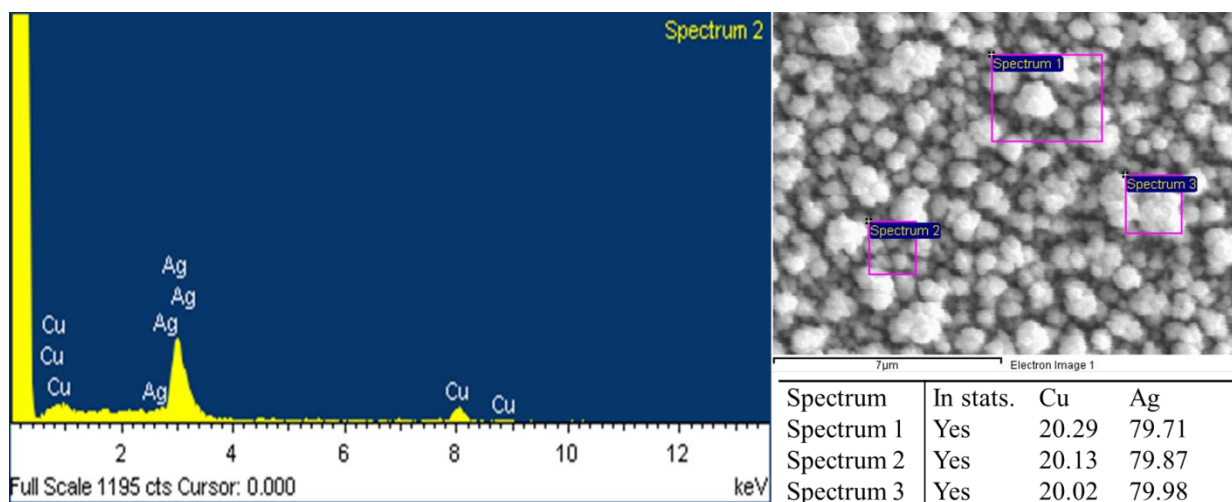 Spectrum 2
Ag
Ag
Cu
Ag
Cu
Cu
Ag
Cu
Cu
2 4 6 8 10 12
Full Scale 1195 cts Cursor: 0.000 keV
Spectrum 1
Spectrum 3
Spectrum 2
7µm Electron Image 1
Spectrum In stats. Cu Ag
Spectrum 1 Yes 20.29 79.71
Spectrum 2 Yes 20.13 79.87
Spectrum 3 Yes 20.02 79.98